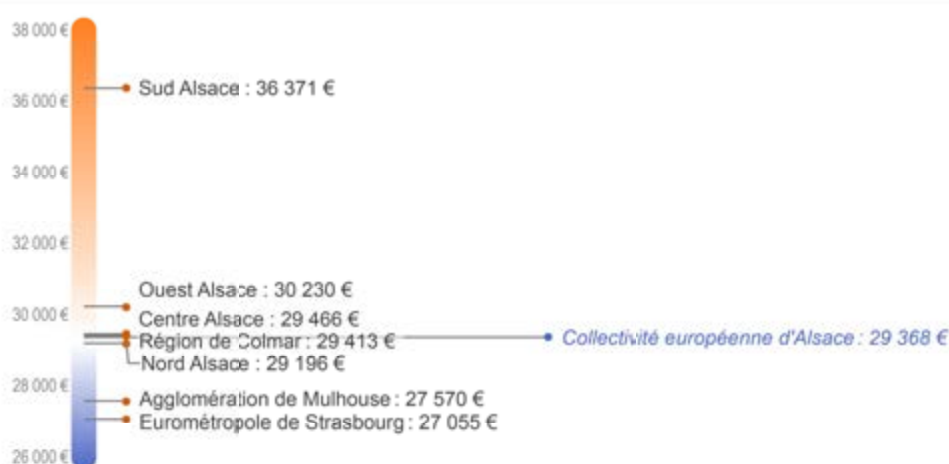 38 000 €
Sud Alsace : 36 371 €
36 000 €
34 000 €
32 000 €
Ouest Alsace : 30 230 €
30 000 €
Centre Alsace : 29 466 €
Région de Colmar : 29 413 €
Collectivité européenne d'Alsace : 29 368 €
Nord Alsace : 29 196 €
28 000 €
Agglomération de Mulhouse : 27 570 €
Eurométropole de Strasbourg : 27 055 €
26 000 €